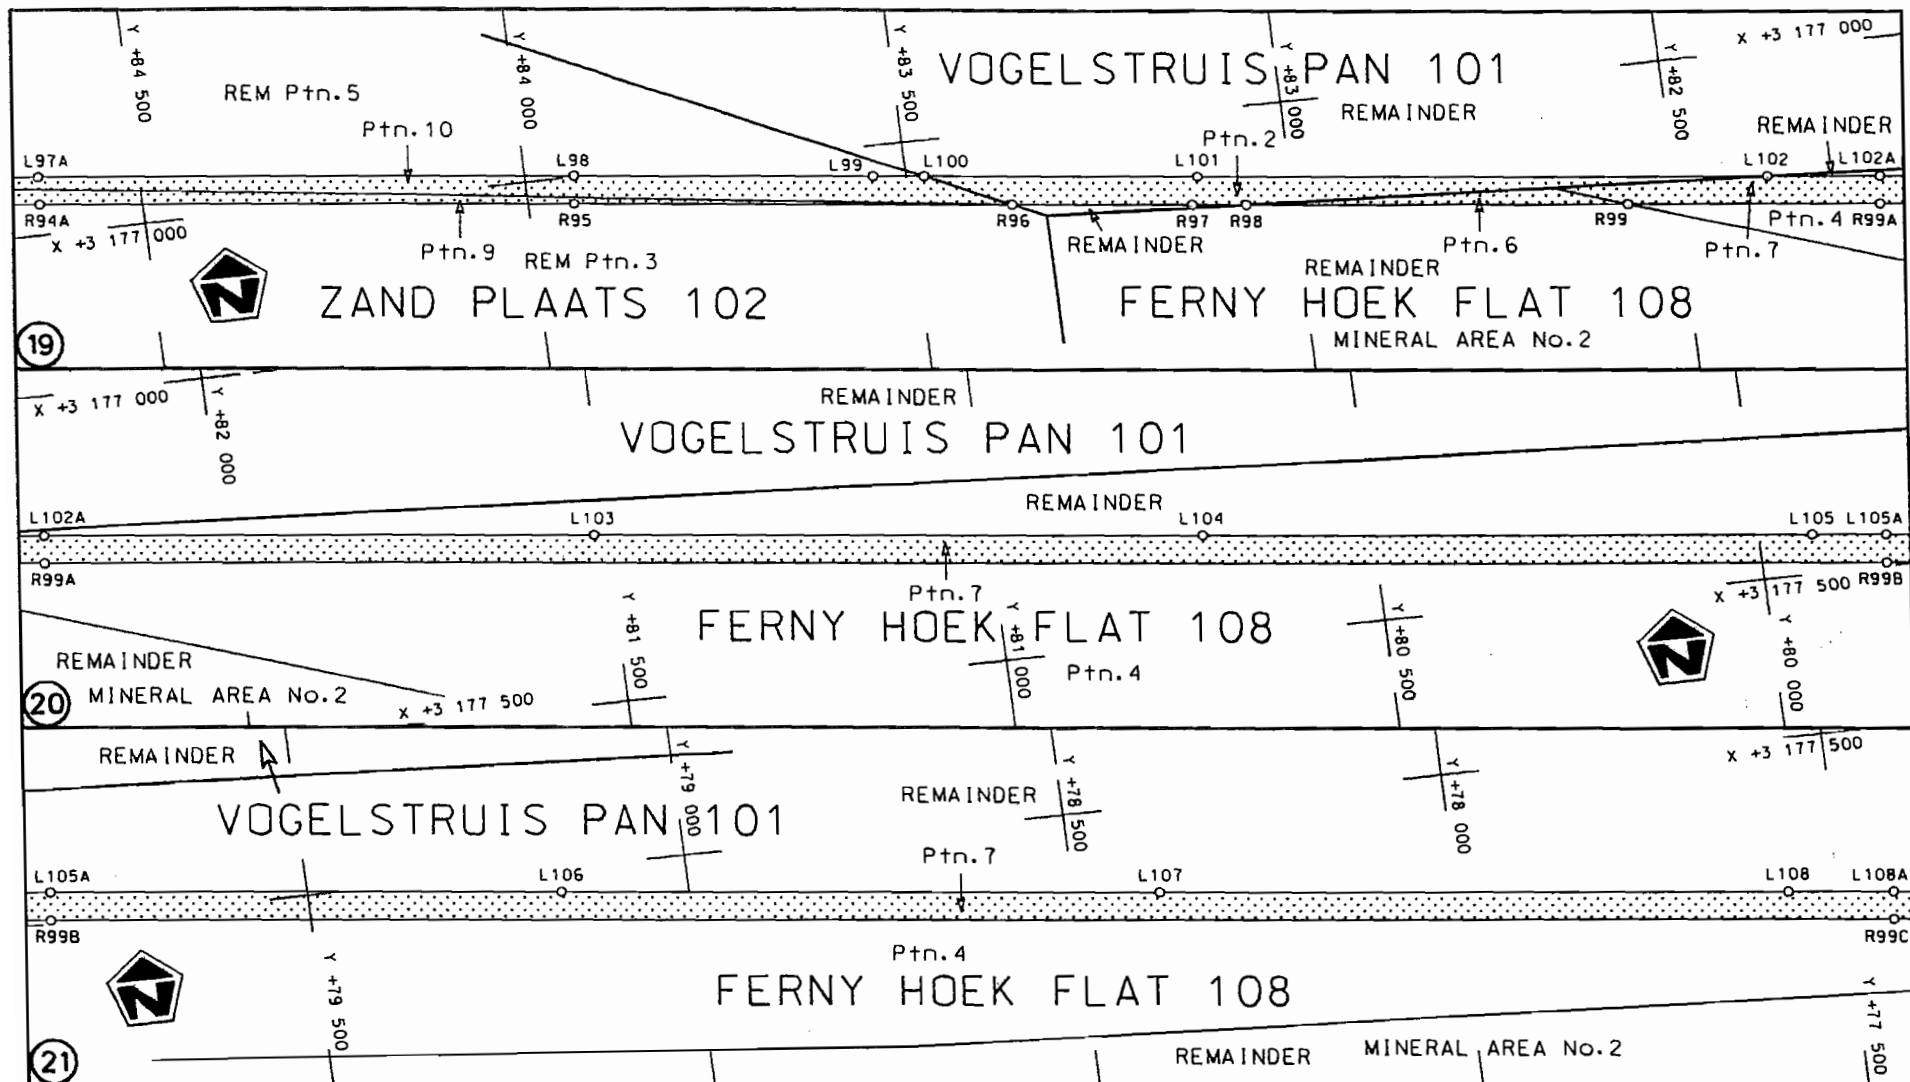 Y +84 500
Y +84 000
Y +83 500
VOGELSTRUIS PAN 101
Y +83 000
Y +82 500
X +3 177 000
REM Ptn.5
REMAINDER
REMAINDER
Ptn.10
Ptn.2
L97A
L98
L99
L100
L101
L102
L102A
R94A
R95
R96
R97
R98
R99
Ptn.4
R99A
X +3 177 000
Ptn.9
REM Ptn.3
REMAINDER
Ptn.6
Ptn.7
REMAINDER
ZAND PLAATS 102
FERNY HOEK FLAT 108
MINERAL AREA No.2
N
19
X +3 177 000
Y +82 000
REMAINDER
VOGELSTRUIS PAN 101
REMAINDER
L102A
L103
L104
L105
L105A
R99A
Ptn.7
X +3 177 500
R99B
Y +81 500
Y +81 000
Y +80 500
Y +80 000
FERNY HOEK FLAT 108
REMAINDER
MINERAL AREA No.2
Ptn.4
X +3 177 500
N
20
REMAINDER
X +3 177 500
Y +79 000
Y +78 500
Y +78 000
REMAINDER
VOGELSTRUIS PAN 101
Ptn.7
L105A
L106
L107
L108
L108A
R99B
R99C
Ptn.4
FERNY HOEK FLAT 108
Y +79 500
Y +77 500
N
21
REMAINDER
MINERAL AREA No.2